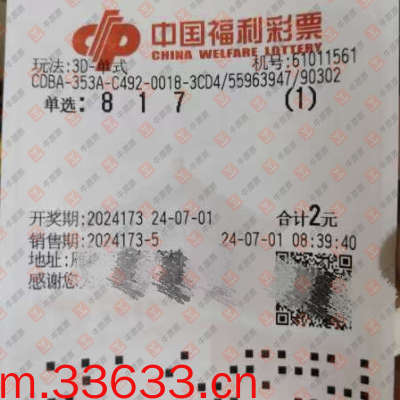 中国福利彩票
CHINA WELFARE LOTTERY
玩法:3D-单式 机号:61011561
CDBA-353A-C492-0018-3CD4/55963947/90302
单选: 8 1 7 (1)
开奖期:2024173 24-07-01 合计2元
销售期:2024173-5 24-07-01 08:39:40
地址:雁
感谢您
m.33633.cn